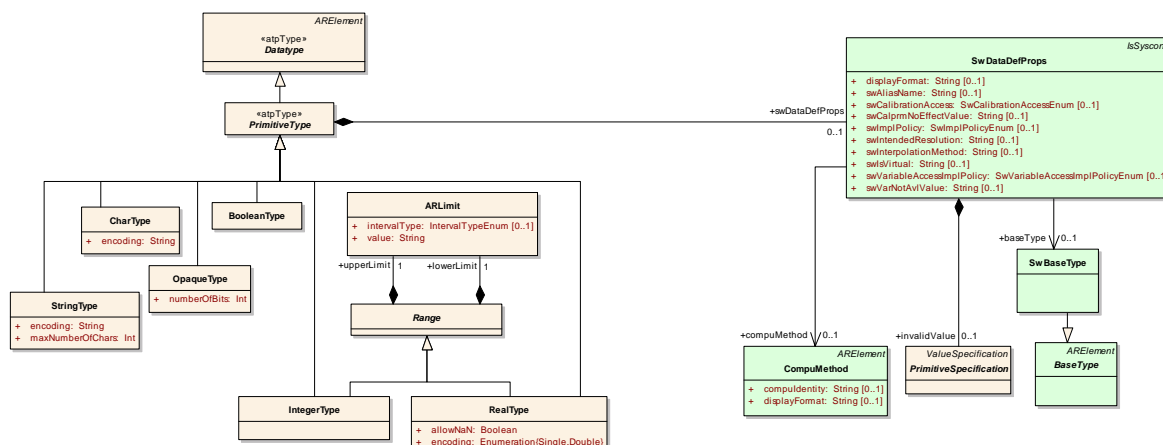 ARElement
«atpType»
Datatype
«atpType»
PrimitiveType
+swDataDefProps
0..1
IsSyscon
SwDataDefProps
+ displayFormat: String [0..1]
+ swAliasName: String [0..1]
+ swCalibrationAccess: SwCalibrationAccessEnum [0..1]
+ swCalprmNoEffectValue: String [0..1]
+ swImplPolicy: SwImplPolicyEnum [0..1]
+ swIntendedResolution: String [0..1]
+ swInterpolationMethod: String [0..1]
+ swIsVirtual: String [0..1]
+ swVariableAccessImplPolicy: SwVariableAccessImplPolicyEnum [0..1
+ swVarNotAvlValue: String [0..1]
CharType
+ encoding: String
BooleanType
ARLimit
+ intervalType: IntervalTypeEnum [0..1]
+ value: String
+upperLimit 1
+lowerLimit 1
OpaqueType
+ numberOfBits: Int
StringType
+ encoding: String
+ maxNumberOfChars: Int
Range
IntegerType
RealType
+ allowNaN: Boolean
+ encoding: Enumeration{Single,Double}
+baseType 0..1
SwBaseType
+compuMethod 0..1
ARElement
CompuMethod
+ compuIdentity: String [0..1]
+ displayFormat: String [0..1]
+invalidValue 0..1
ValueSpecification
PrimitiveSpecification
ARElement
BaseType